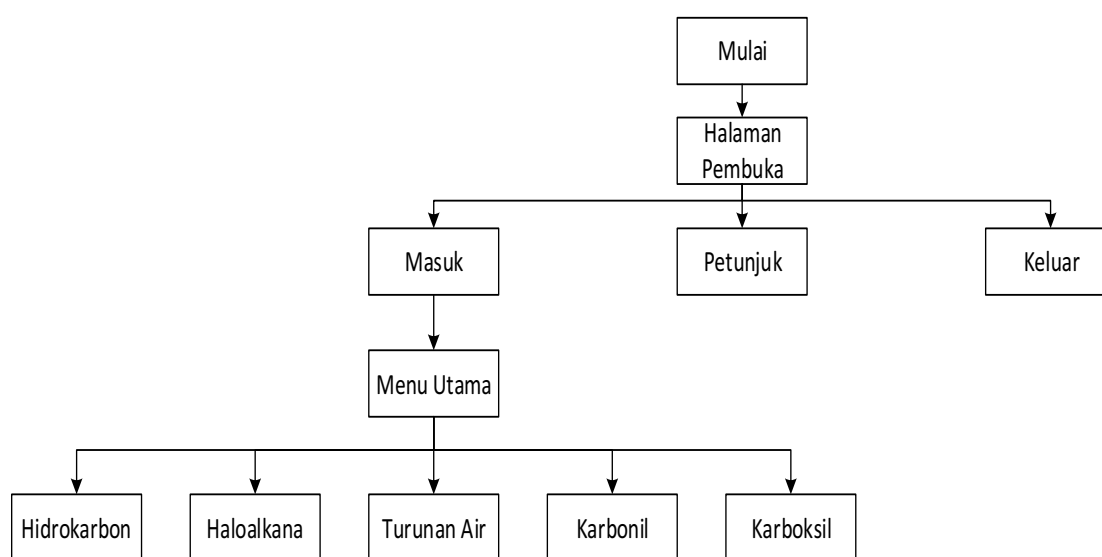 Mulai
Halaman
Pembuka
Masuk
Petunjuk
Keluar
Menu Utama
Hidrokarbon
Haloalkana
Turunan Air
Karbonil
Karboksil